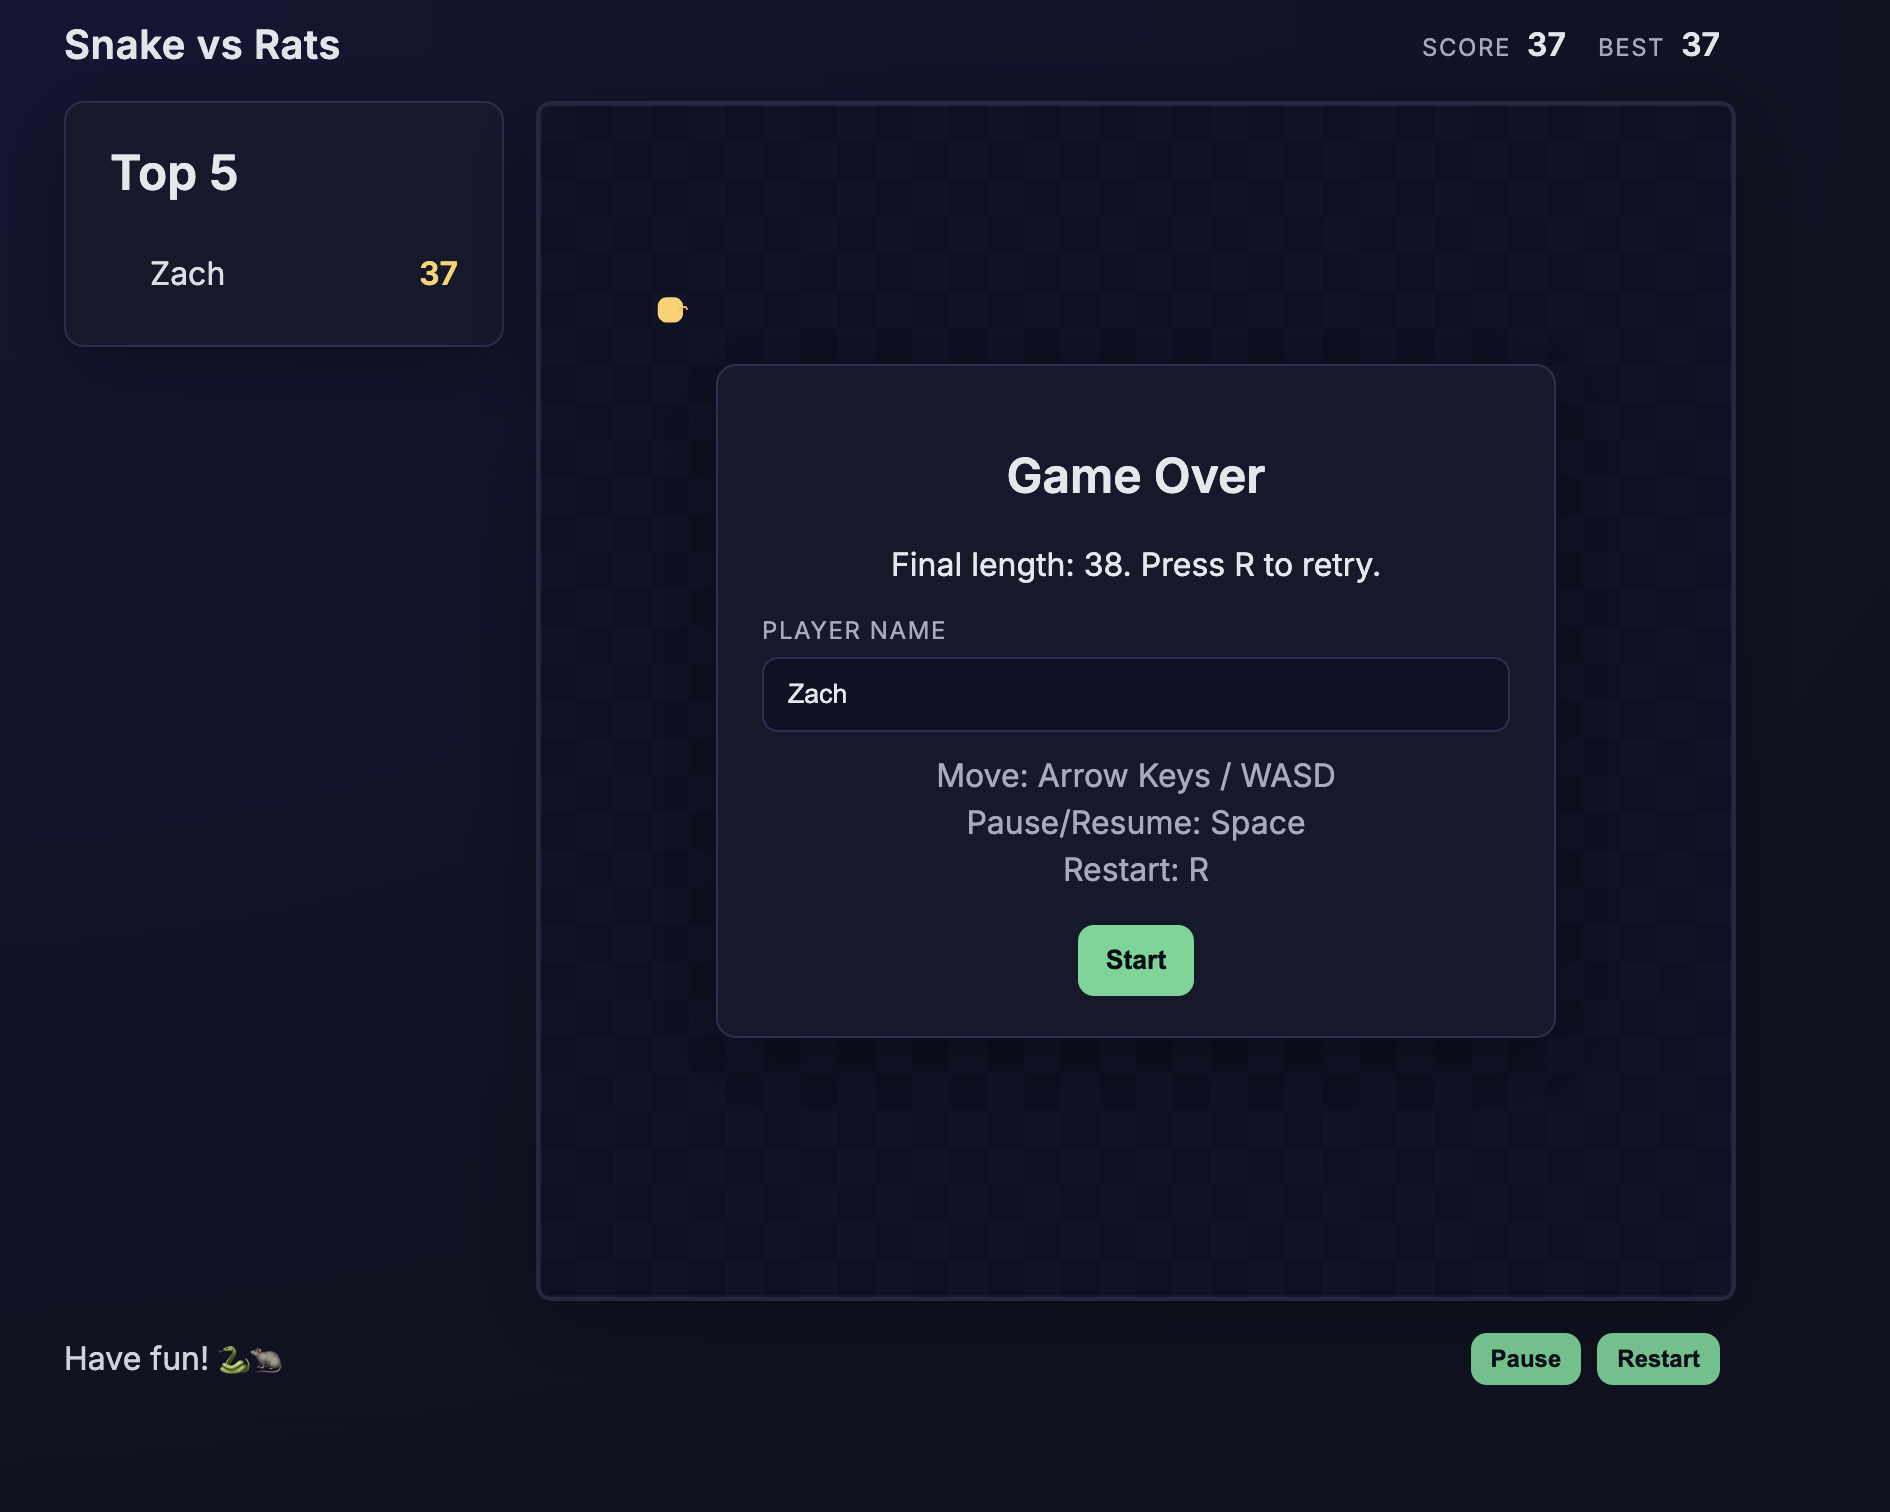 Snake vs Rats
SCORE 37 BEST 37
Top 5
Zach 37
Game Over
Final length: 38. Press R to retry.
PLAYER NAME
Zach
Move: Arrow Keys / WASD
Pause/Resume: Space
Restart: R
Start
Have fun! 🐍🐀
Pause Restart